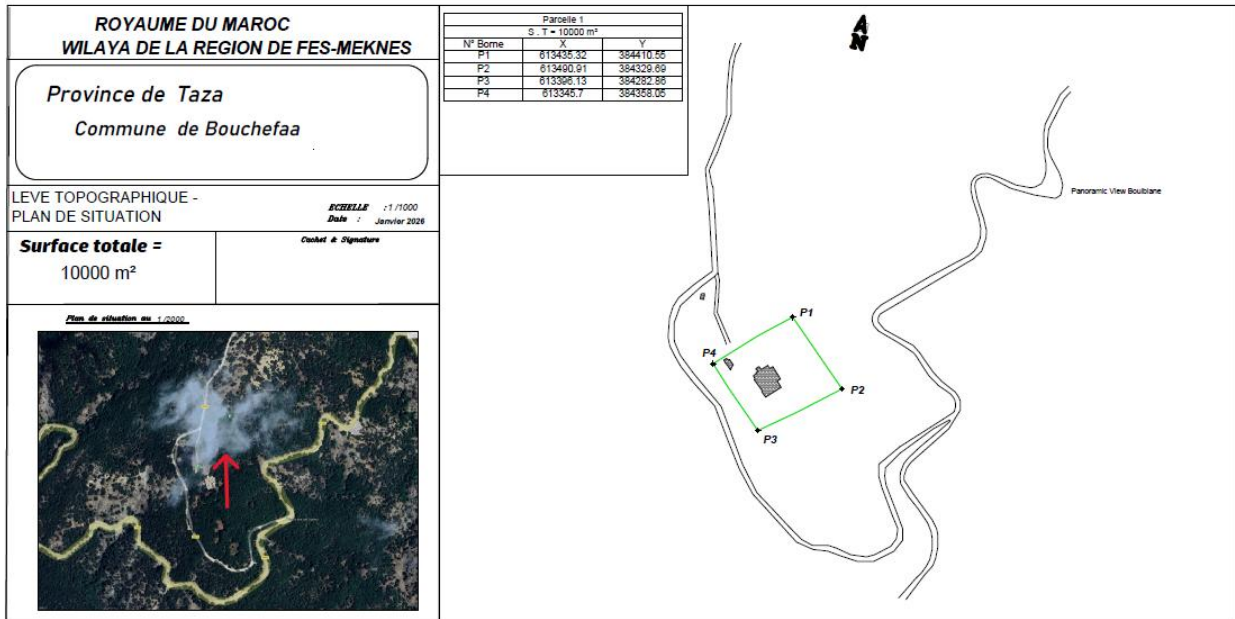 ROYAUME DU MAROC
WILAYA DE LA REGION DE FES-MEKNES
Province de Taza
Commune de Bouchefaa
LEVE TOPOGRAPHIQUE -
PLAN DE SITUATION
ECHELLE : 1/1000
Date : Janvier 2026
Surface totale =
10000 m²
Cachet & Signature
Plan de situation au 1/2000
Parcelle 1
S . T = 10000 m²
N° Borne X Y
P1 613435.32 384410.55
P2 613490.91 384329.69
P3 613396.13 384282.86
P4 613345.7 384358.05
N
Panoramic View Bouiblane
P1
P4
P2
P3